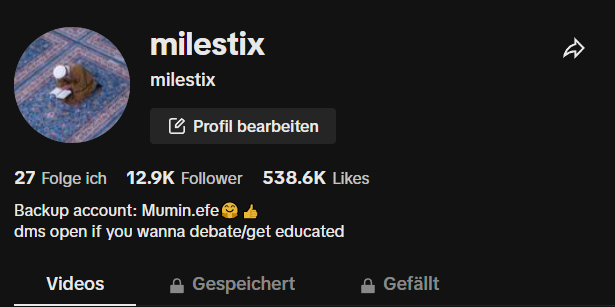 milestix
milestix
Profil bearbeiten
27 Folge ich 12.9K Follower 538.6K Likes
Backup account: Mumin.efe🤗👍
dms open if you wanna debate/get educated
Videos Gespeichert Gefällt